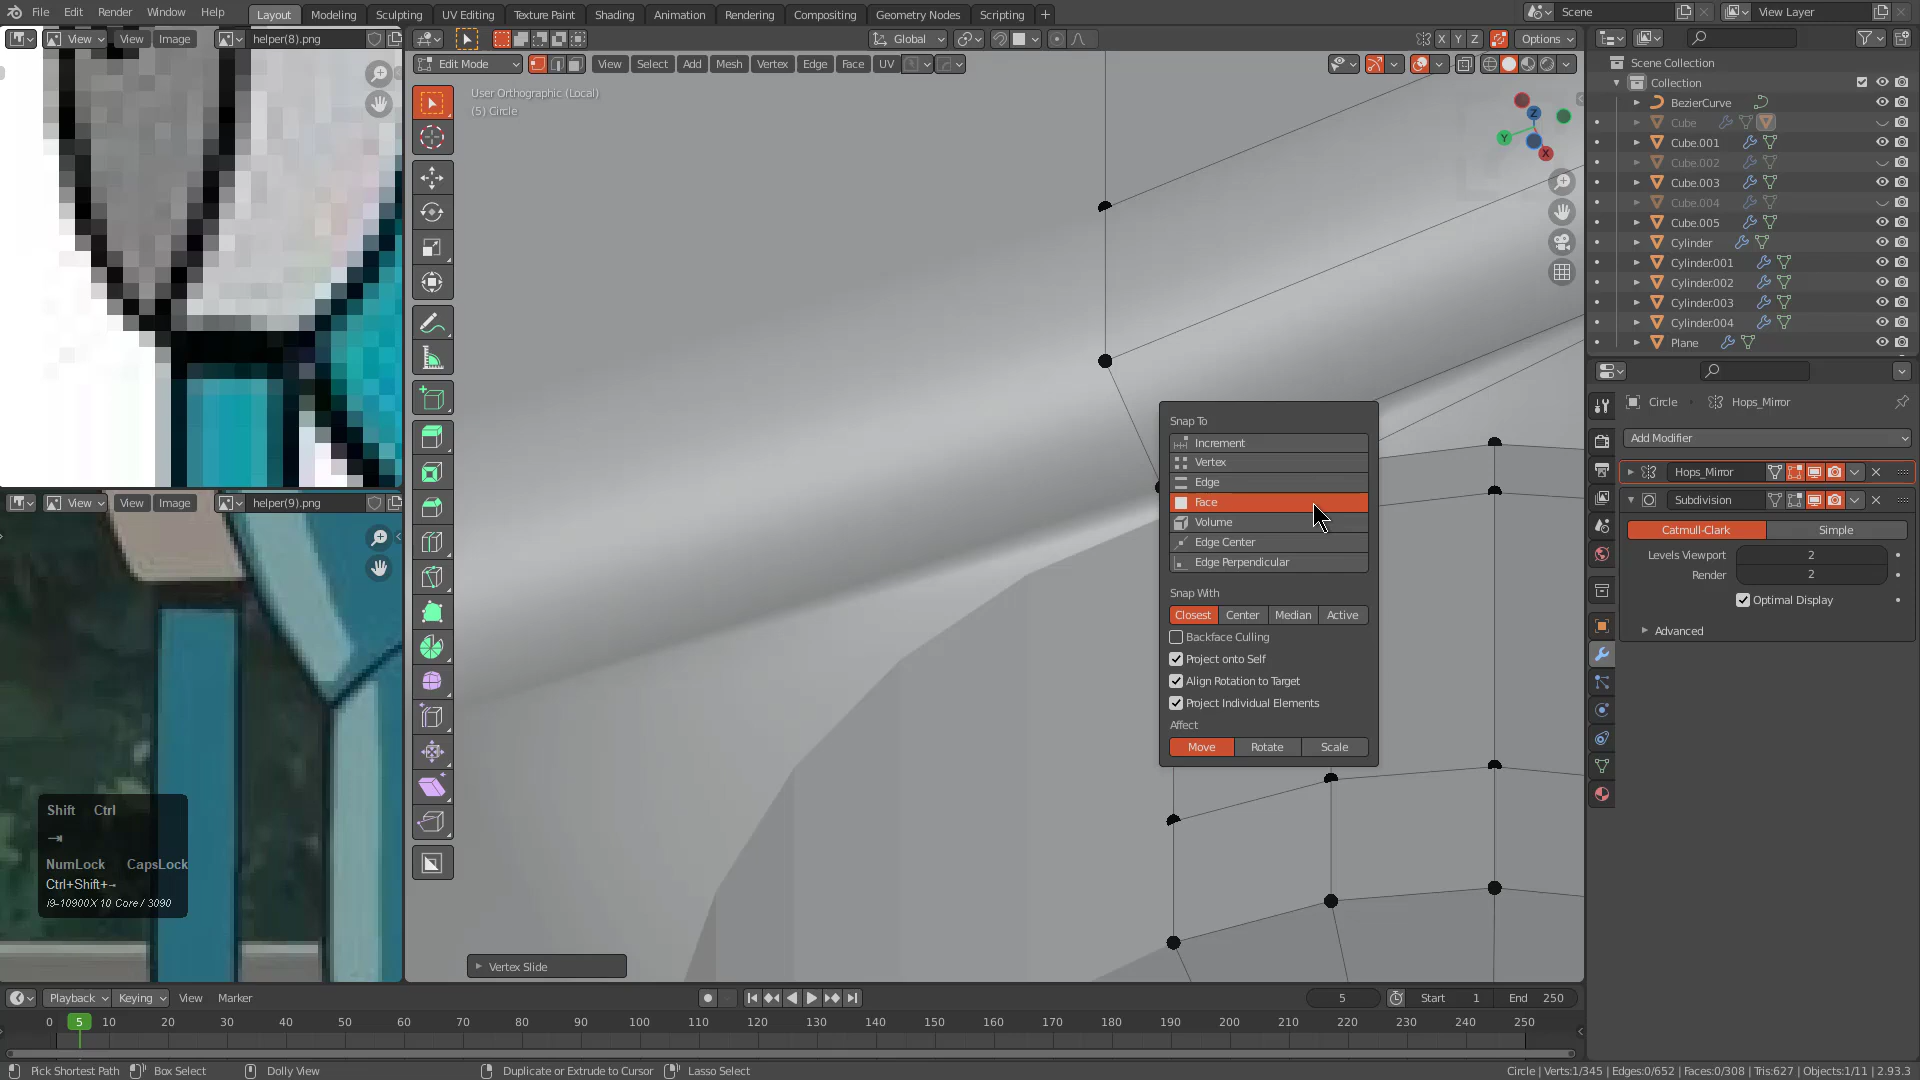 File Edit Render Window Help
Layout Modeling Sculpting UV Editing Texture Paint Shading Animation Rendering Compositing Geometry Nodes Scripting +
Scene
View Layer
View View Image helper(8).png
Global
X Y Z
Options
Edit Mode
View Select Add Mesh Vertex Edge Face UV
User Orthographic (Local)
(5) Circle
Z
Y
X
Scene Collection
Collection
BezierCurve
Cube
Cube.001
Cube.002
Cube.003
Cube.004
Cube.005
Cylinder
Cylinder.001
Cylinder.002
Cylinder.003
Cylinder.004
Plane
Circle
Hops_Mirror
Add Modifier
Hops_Mirror
Subdivision
Catmull-Clark Simple
Levels Viewport 2
Render 2
Optimal Display
Advanced
Snap To
Increment
Vertex
Edge
Face
Volume
Edge Center
Edge Perpendicular
Snap With
Closest Center Median Active
Backface Culling
Project onto Self
Align Rotation to Target
Project Individual Elements
Affect
Move Rotate Scale
View View Image helper(9).png
Shift Ctrl
NumLock CapsLock
Ctrl+Shift+
i9-10900X 10 Core / 3090
Vertex Slide
Playback Keying View Marker
5
Start 1
End 250
0 5 10 20 30 40 50 60 70 80 90 100 110 120 130 140 150 160 170 180 190 200 210 220 230 240 250
Pick Shortest Path
Box Select
Dolly View
Duplicate or Extrude to Cursor
Lasso Select
Circle | Verts:1/345 | Edges:0/652 | Faces:0/308 | Tris:627 | Objects:1/11 | 2.93.3